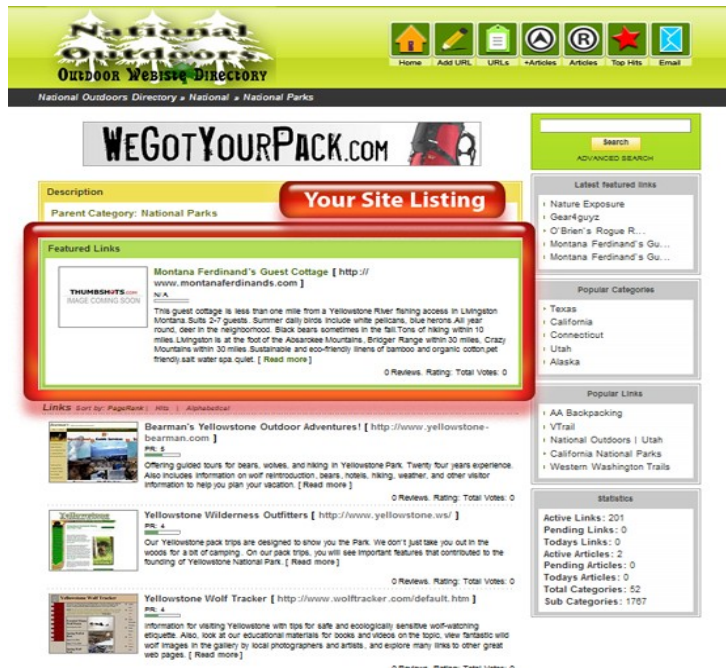 National
Outdoors
OUTDOOR WEBISTE DIRECTORY
Home Add URL URLs +Articles Articles Top Hits Email
National Outdoors Directory » National » National Parks
WEGOTYOURPACK.COM
Search
ADVANCED SEARCH
Description
Your Site Listing
Parent Category: National Parks
Featured Links
THUMBSHOTS.COM
IMAGE COMING SOON
Montana Ferdinand's Guest Cottage [ http://
www.montanaferdinands.com ]
N/A
This guest cottage is less than one mile from a Yellowstone River fishing access in Livingston
Montana.Suits 2-7 guests. Summer daily birds include white pelicans, blue herons.All year
round, deer in the neighborhood. Black bears sometimes in the fall.Tons of hiking within 10
miles.Livingston is at the foot of the Absarokee Mountains, Bridger Range within 30 miles, Crazy
Mountains within 30 miles.Sustainable and eco-friendly linens of bamboo and organic cotton,pet
friendly.salt water spa.quiet. [ Read more ]
0 Reviews. Rating: Total Votes: 0
Links Sort by: PageRank | Hits | Alphabetical
Bearman's Yellowstone Outdoor Adventures! [ http://www.yellowstone-
bearman.com ]
PR: 5
Offering guided tours for bears, wolves, and hiking in Yellowstone Park. Twenty four years experience.
Also includes information on wolf reintroduction, bears, hotels, hiking, weather, and other visitor
information to help you plan your vacation. [ Read more ]
0 Reviews. Rating: Total Votes: 0
Yellowstone Wilderness Outfitters [ http://www.yellowstone.ws/ ]
PR: 4
Our Yellowstone pack trips are designed to show you the Park. We don't just take you out in the
woods for a bit of camping. On our pack trips, you will see important features that contributed to the
founding of Yellowstone National Park. [ Read more ]
0 Reviews. Rating: Total Votes: 0
Yellowstone Wolf Tracker [ http://www.wolftracker.com/default.htm ]
PR: 4
Information for visiting Yellowstone with tips for safe and ecologically sensitive wolf-watching
etiquette. Also, look at our educational materials for books and videos on the topic, view fantastic wild
wolf images in the gallery by local photographers and artists, and explore many links to other great
web pages. [ Read more ]
0 Reviews. Rating: Total Votes: 0
Latest featured links
Nature Exposure
Gear4guyz
O'Brien's Rogue R...
Montana Ferdinand's Gu...
Montana Ferdinand's Gu...
Popular Categories
Texas
California
Connecticut
Utah
Alaska
Popular Links
AA Backpacking
VTrail
National Outdoors | Utah
California National Parks
Western Washington Trails
Statistics
Active Links: 201
Pending Links: 0
Todays Links: 0
Active Articles: 2
Pending Articles: 0
Todays Articles: 0
Total Categories: 52
Sub Categories: 1767